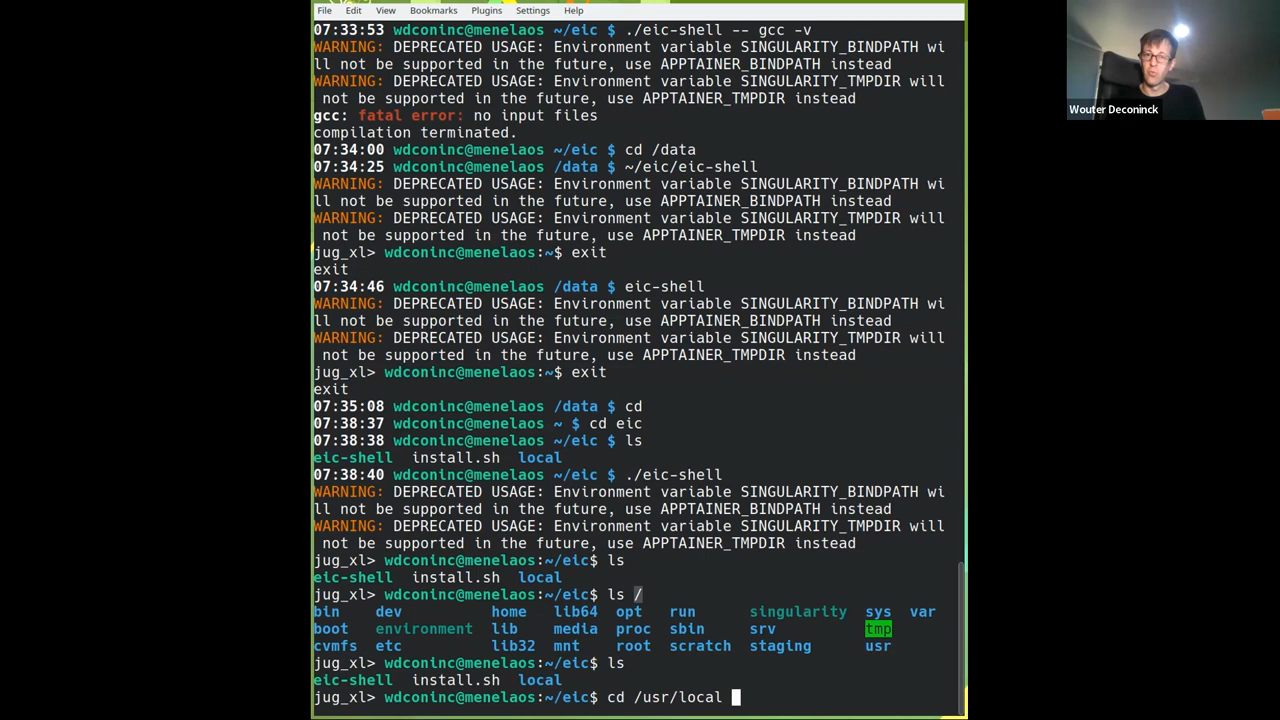 File Edit View Bookmarks Plugins Settings Help
07:33:53 wdconinc@menelaos ~/eic $ ./eic-shell -- gcc -v
WARNING: DEPRECATED USAGE: Environment variable SINGULARITY_BINDPATH wi
ll not be supported in the future, use APPTAINER_BINDPATH instead
WARNING: DEPRECATED USAGE: Environment variable SINGULARITY_TMPDIR will
 not be supported in the future, use APPTAINER_TMPDIR instead
gcc: fatal error: no input files
compilation terminated.
07:34:00 wdconinc@menelaos ~/eic $ cd /data
07:34:25 wdconinc@menelaos /data $ ~/eic/eic-shell
WARNING: DEPRECATED USAGE: Environment variable SINGULARITY_BINDPATH wi
ll not be supported in the future, use APPTAINER_BINDPATH instead
WARNING: DEPRECATED USAGE: Environment variable SINGULARITY_TMPDIR will
 not be supported in the future, use APPTAINER_TMPDIR instead
jug_xl> wdconinc@menelaos:~$ exit
exit
07:34:46 wdconinc@menelaos /data $ eic-shell
WARNING: DEPRECATED USAGE: Environment variable SINGULARITY_BINDPATH wi
ll not be supported in the future, use APPTAINER_BINDPATH instead
WARNING: DEPRECATED USAGE: Environment variable SINGULARITY_TMPDIR will
 not be supported in the future, use APPTAINER_TMPDIR instead
jug_xl> wdconinc@menelaos:~$ exit
exit
07:35:08 wdconinc@menelaos /data $ cd
07:38:37 wdconinc@menelaos ~ $ cd eic
07:38:38 wdconinc@menelaos ~/eic $ ls
eic-shell install.sh local
07:38:40 wdconinc@menelaos ~/eic $ ./eic-shell
WARNING: DEPRECATED USAGE: Environment variable SINGULARITY_BINDPATH wi
ll not be supported in the future, use APPTAINER_BINDPATH instead
WARNING: DEPRECATED USAGE: Environment variable SINGULARITY_TMPDIR will
 not be supported in the future, use APPTAINER_TMPDIR instead
jug_xl> wdconinc@menelaos:~/eic$ ls
eic-shell install.sh local
jug_xl> wdconinc@menelaos:~/eic$ ls /
bin dev home lib64 opt run singularity sys var
boot environment lib media proc sbin srv tmp
cvmfs etc lib32 mnt root scratch staging usr
jug_xl> wdconinc@menelaos:~/eic$ ls
eic-shell install.sh local
jug_xl> wdconinc@menelaos:~/eic$ cd /usr/local
Wouter Deconinck